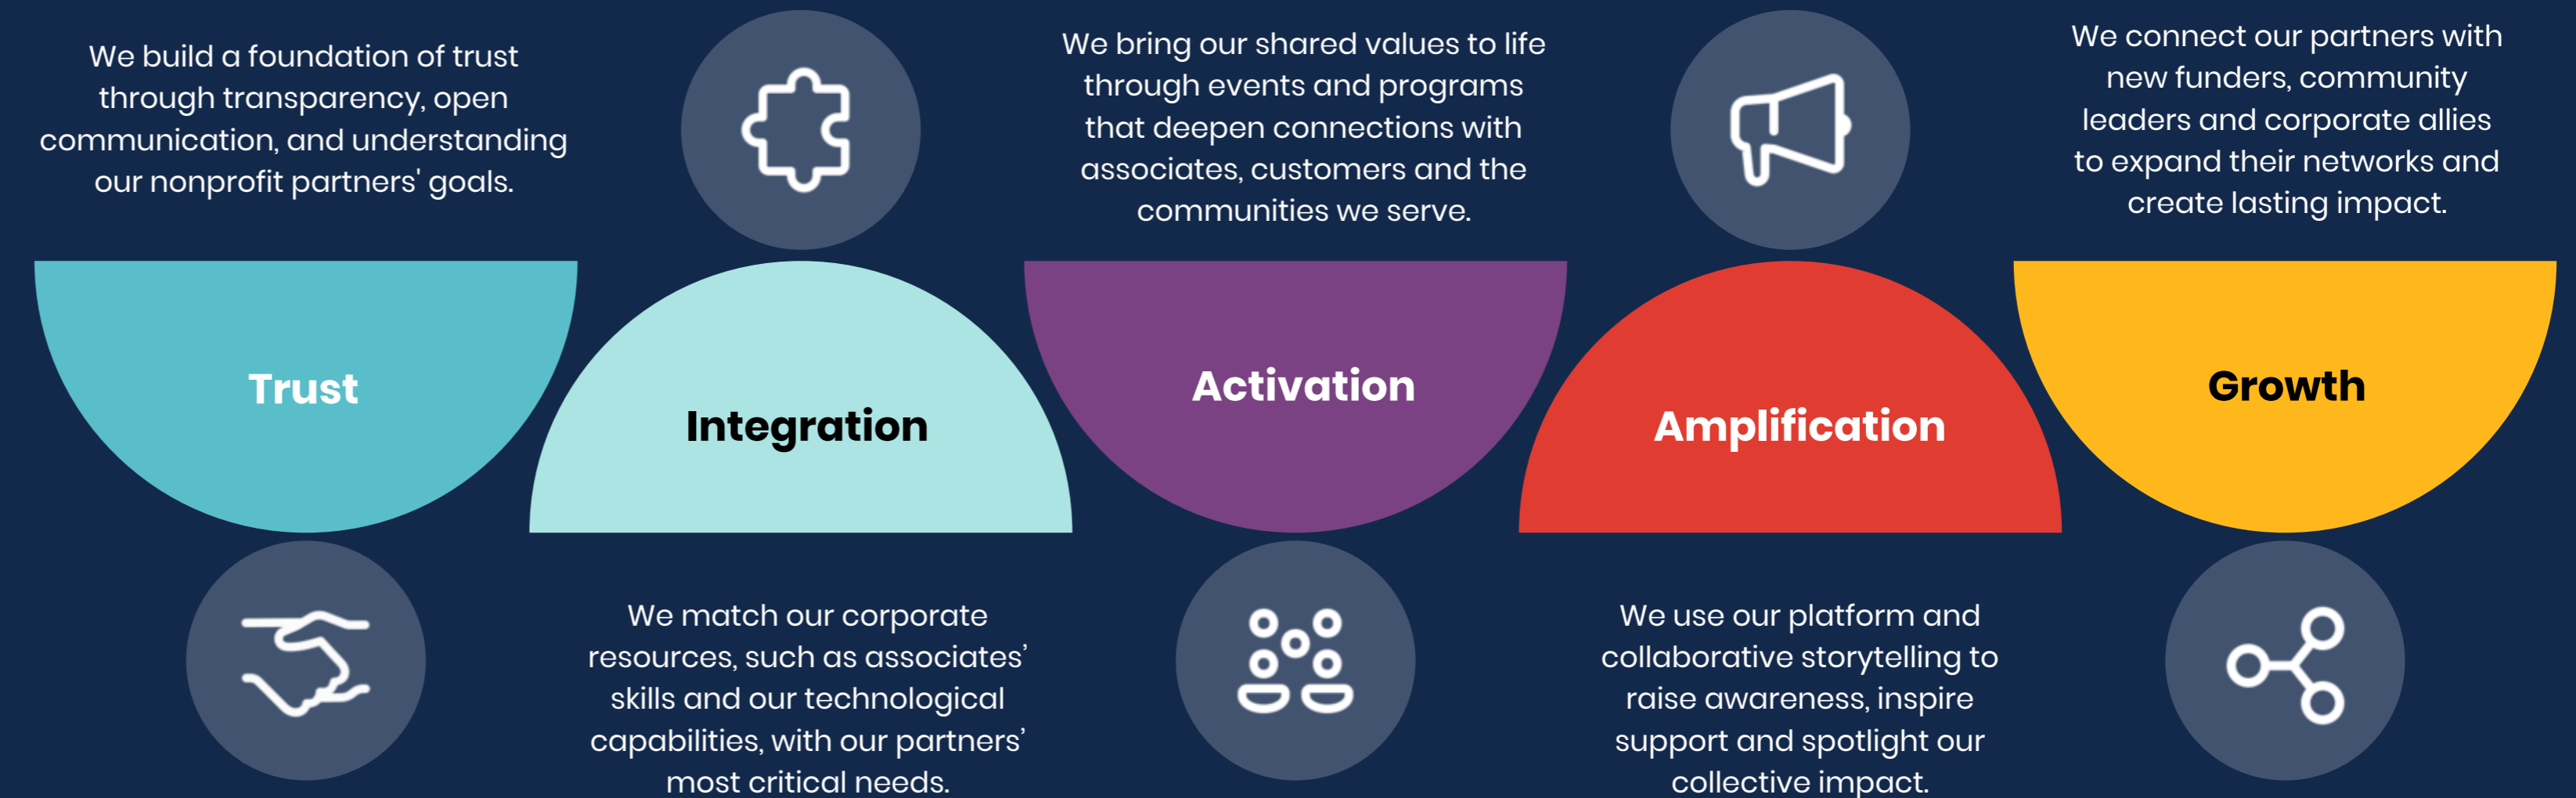 We build a foundation of trust
through transparency, open
communication, and understanding
our nonprofit partners' goals.
Trust
Integration
We match our corporate
resources, such as associates’
skills and our technological
capabilities, with our partners’
most critical needs.
We bring our shared values to life
through events and programs
that deepen connections with
associates, customers and the
communities we serve.
Activation
Amplification
We use our platform and
collaborative storytelling to
raise awareness, inspire
support and spotlight our
collective impact.
We connect our partners with
new funders, community
leaders and corporate allies
to expand their networks and
create lasting impact.
Growth